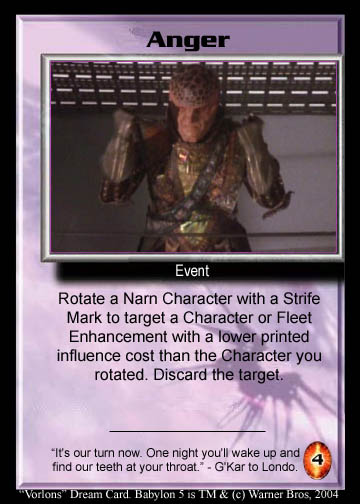 Anger
Event
Rotate a Narn Character with a Strife
Mark to target a Character or Fleet
Enhancement with a lower printed
influence cost than the Character you
rotated. Discard the target.
“It's our turn now. One night you'll wake up and
find our teeth at your throat.” - G'Kar to Londo.
4
“Vorlons” Dream Card. Babylon 5 is TM & (c) Warner Bros, 2004